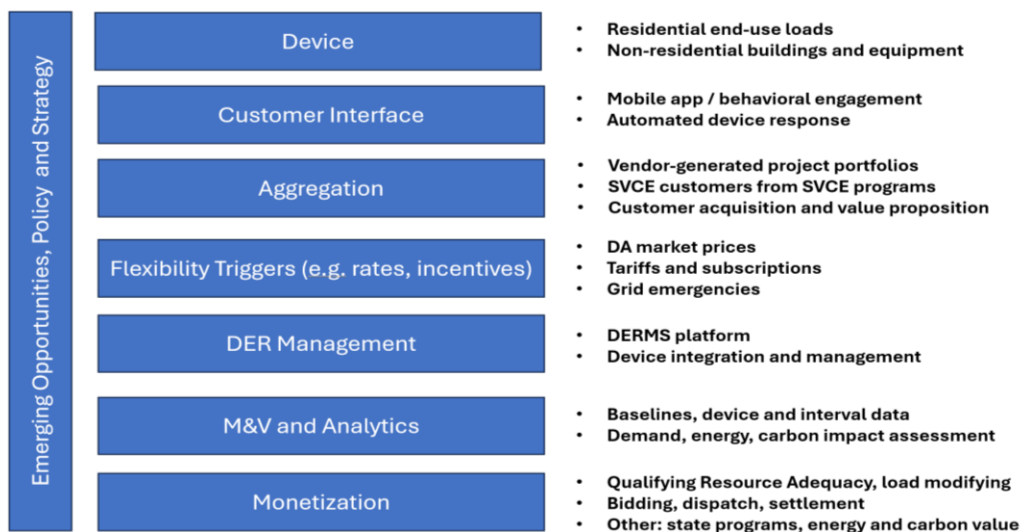 Emerging Opportunities, Policy and Strategy
Device
• Residential end-use loads
• Non-residential buildings and equipment
Customer Interface
• Mobile app / behavioral engagement
• Automated device response
Aggregation
• Vendor-generated project portfolios
• SVCE customers from SVCE programs
• Customer acquisition and value proposition
Flexibility Triggers (e.g. rates, incentives)
• DA market prices
• Tariffs and subscriptions
• Grid emergencies
DER Management
• DERMS platform
• Device integration and management
M&V and Analytics
• Baselines, device and interval data
• Demand, energy, carbon impact assessment
Monetization
• Qualifying Resource Adequacy, load modifying
• Bidding, dispatch, settlement
• Other: state programs, energy and carbon value